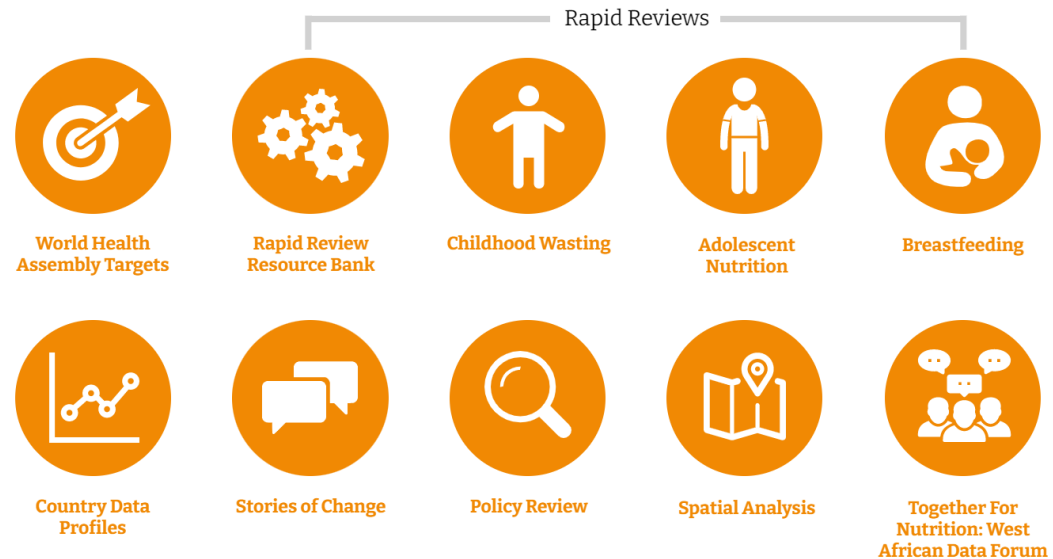 Rapid Reviews
World Health
Assembly Targets
Rapid Review
Resource Bank
Childhood Wasting
Adolescent
Nutrition
Breastfeeding
Country Data
Profiles
Stories of Change
Policy Review
Spatial Analysis
Together For
Nutrition: West
African Data Forum